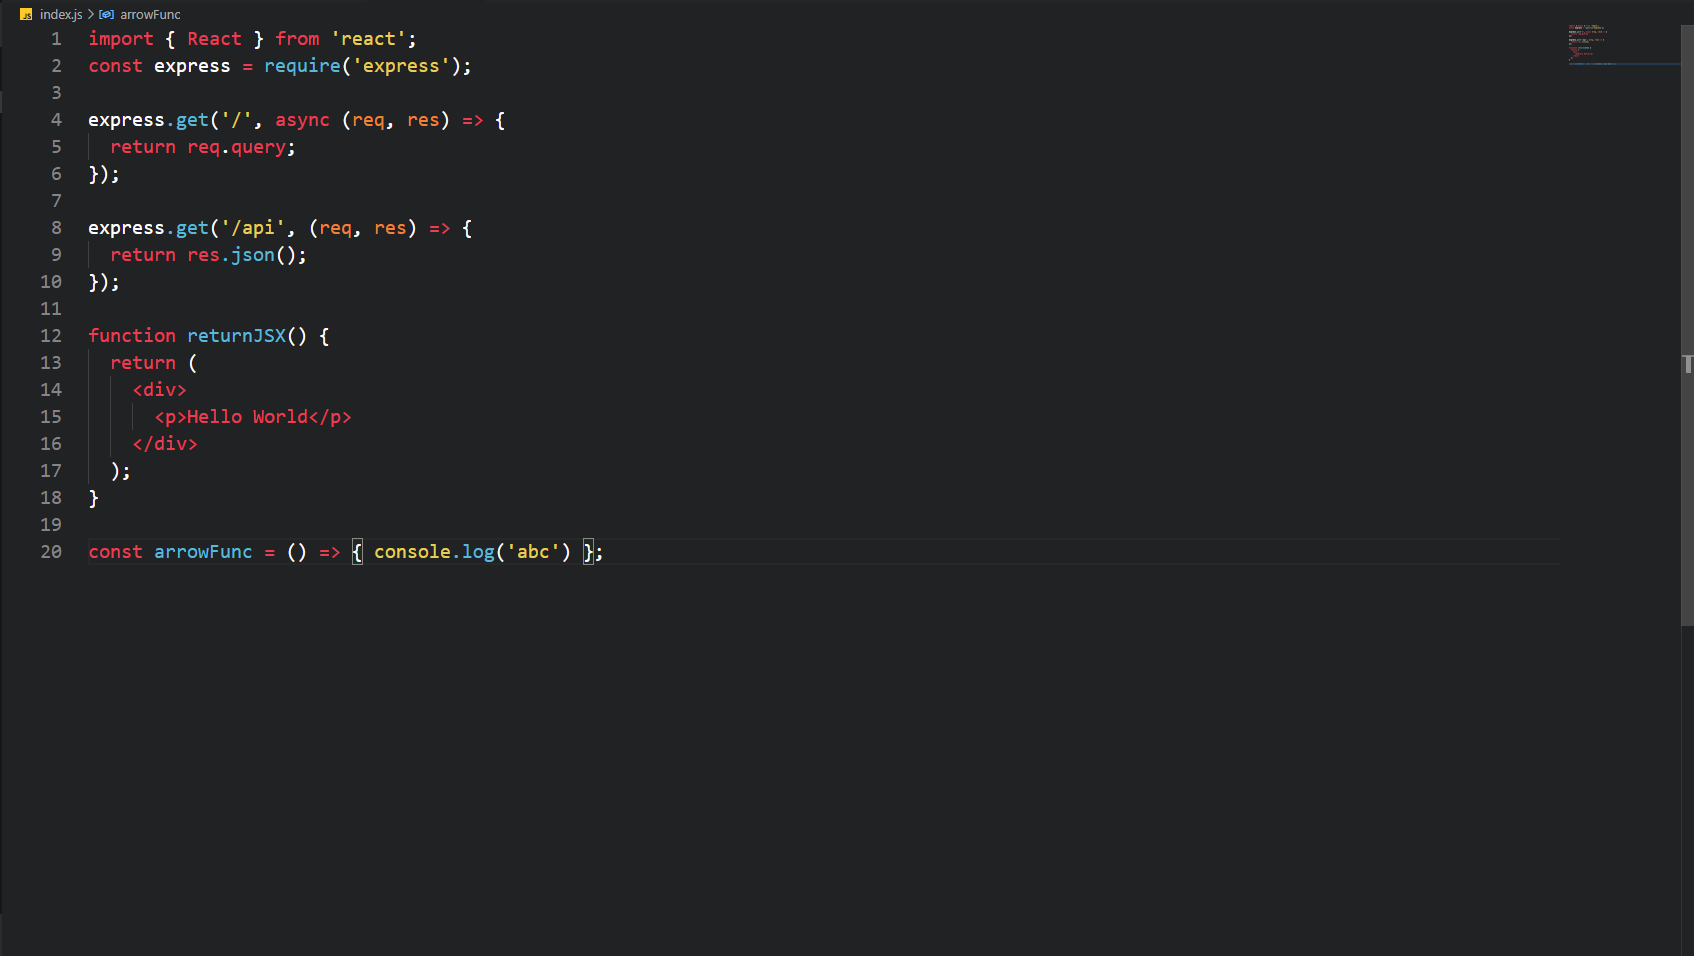 JS index.js > arrowFunc
1 import { React } from 'react';
2 const express = require('express');
3
4 express.get('/', async (req, res) => {
5   return req.query;
6 });
7
8 express.get('/api', (req, res) => {
9   return res.json();
10 });
11
12 function returnJSX() {
13   return (
14     <div>
15       <p>Hello World</p>
16     </div>
17   );
18 }
19
20 const arrowFunc = () => { console.log('abc') };